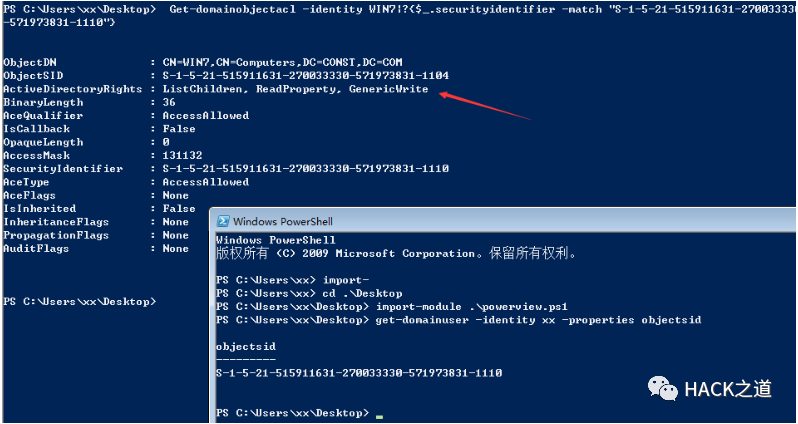 PS C:\Users\xx\Desktop>  Get-domainobjectacl -identity WIN7!?{$_.securityidentifier -match "S-1-5-21-515911631-270033330
-571973831-1110"}
ObjectDN              : CN=WIN7,CN=Computers,DC=CONST,DC=COM
ObjectSID             : S-1-5-21-515911631-270033330-571973831-1104
ActiveDirectoryRights : ListChildren, ReadProperty, GenericWrite
BinaryLength          : 36
AceQualifier          : AccessAllowed
IsCallback            : False
OpaqueLength          : 0
AccessMask            : 131132
SecurityIdentifier    : S-1-5-21-515911631-270033330-571973831-1110
AceType               : AccessAllowed
AceFlags              : None
IsInherited           : False
InheritanceFlags      : None
PropagationFlags      : None
AuditFlags            : None
PS C:\Users\xx\Desktop>
Windows PowerShell
Windows PowerShell
版权所有 (C) 2009 Microsoft Corporation。保留所有权利。
PS C:\Users\xx> import-
PS C:\Users\xx> cd .\Desktop
PS C:\Users\xx\Desktop> import-module .\powerview.ps1
PS C:\Users\xx\Desktop> get-domainuser -identity xx -properties objectsid
objectsid
---------
S-1-5-21-515911631-270033330-571973831-1110
PS C:\Users\xx\Desktop> _
HACK之道